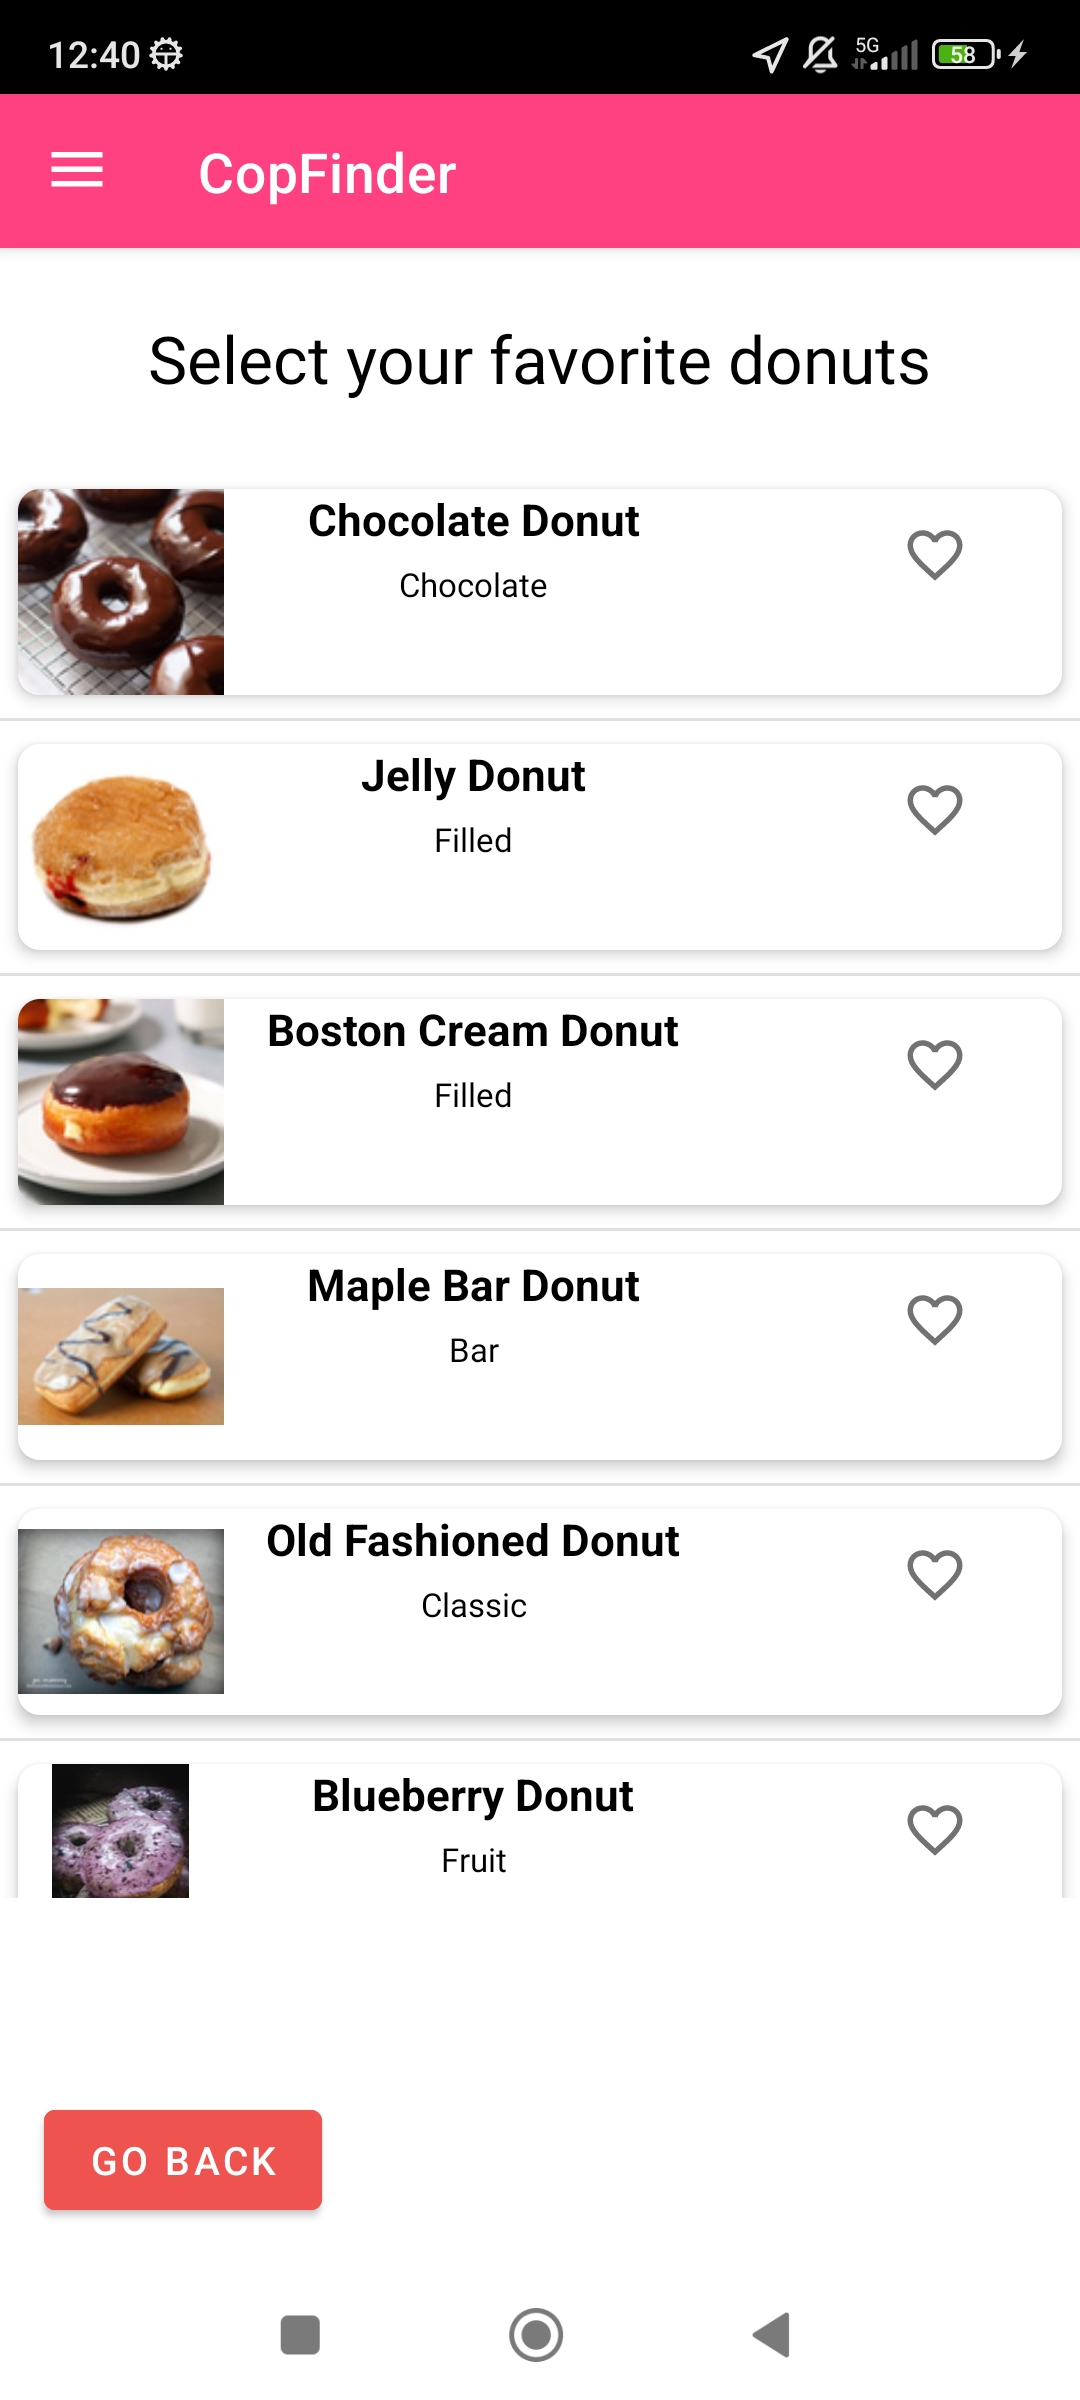 12:40
5G
58
CopFinder
Select your favorite donuts
Chocolate Donut
Chocolate
Jelly Donut
Filled
Boston Cream Donut
Filled
Maple Bar Donut
Bar
Old Fashioned Donut
Classic
Blueberry Donut
Fruit
GO BACK